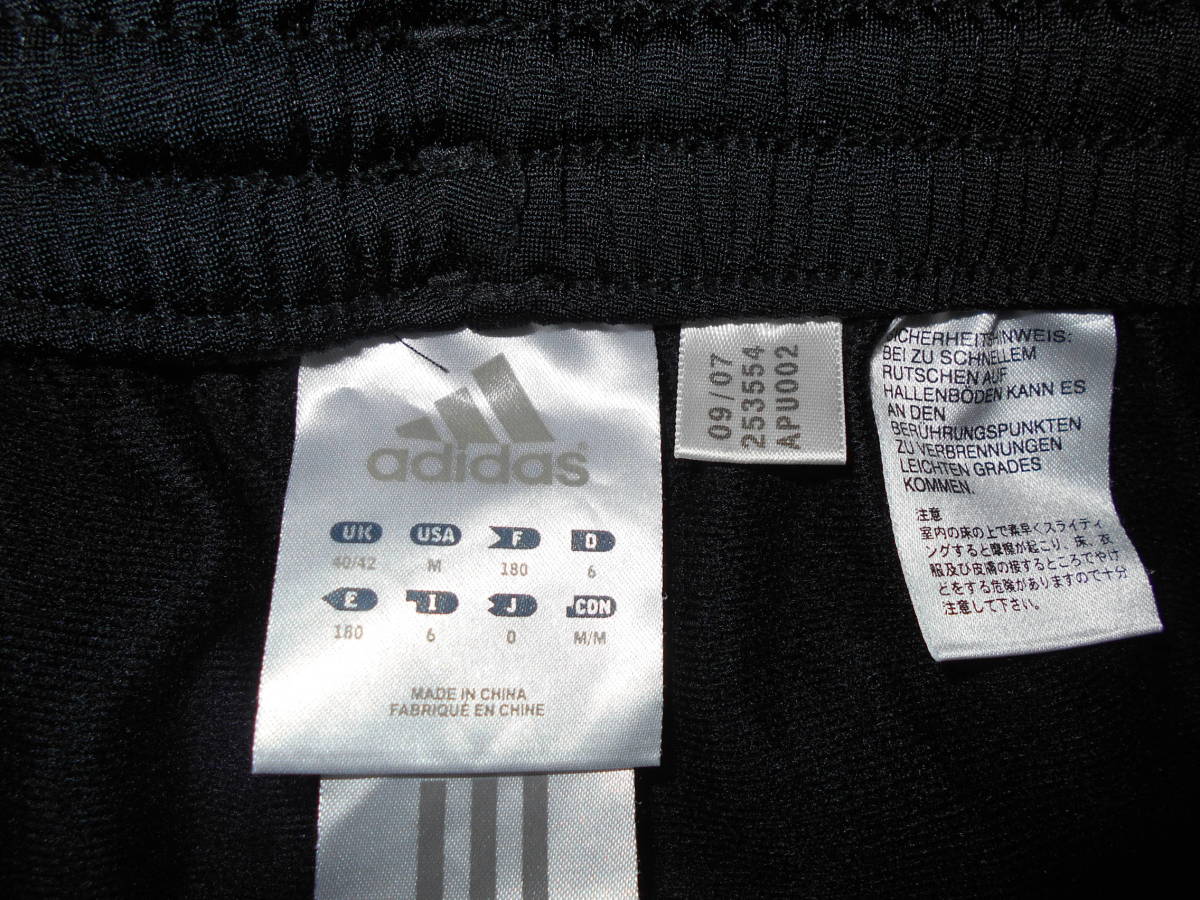 adidas®
UK USA F D
40/42 M 180 6
E I J CDN
180 6 O M/M
MADE IN CHINA
FABRIQUÉ EN CHINE
09/07
253554
APU002
SICHERHEITSHINWEIS:
BEI ZU SCHNELLEM
RUTSCHEN AUF
HALLENBÖDEN KANN ES
AN DEN
BERÜHRUNGSPUNKTEN
ZU VERBRENNUNGEN
LEICHTEN GRADES
KOMMEN.
注意
室内の床の上で素早くスライディ
ングすると摩擦が起こり、床、衣
服及び皮膚の接するところでやけ
どをする危険がありますので十分
注意して下さい。